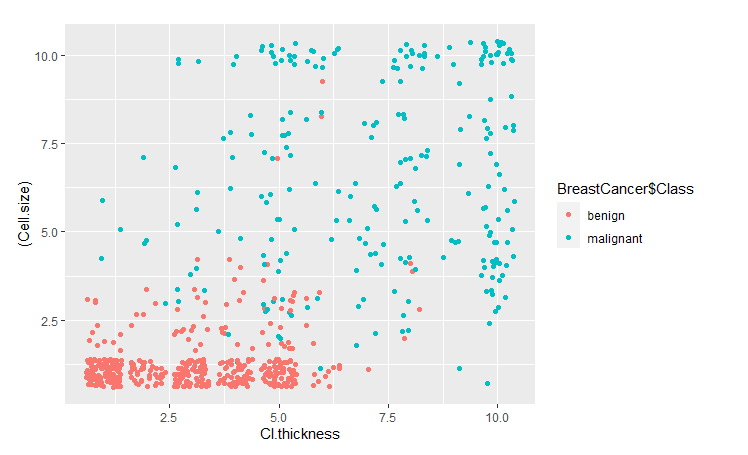 10.0
7.5
5.0
2.5
(Cell.size)
2.5
5.0
7.5
10.0
Cl.thickness
BreastCancer$Class
benign
malignant